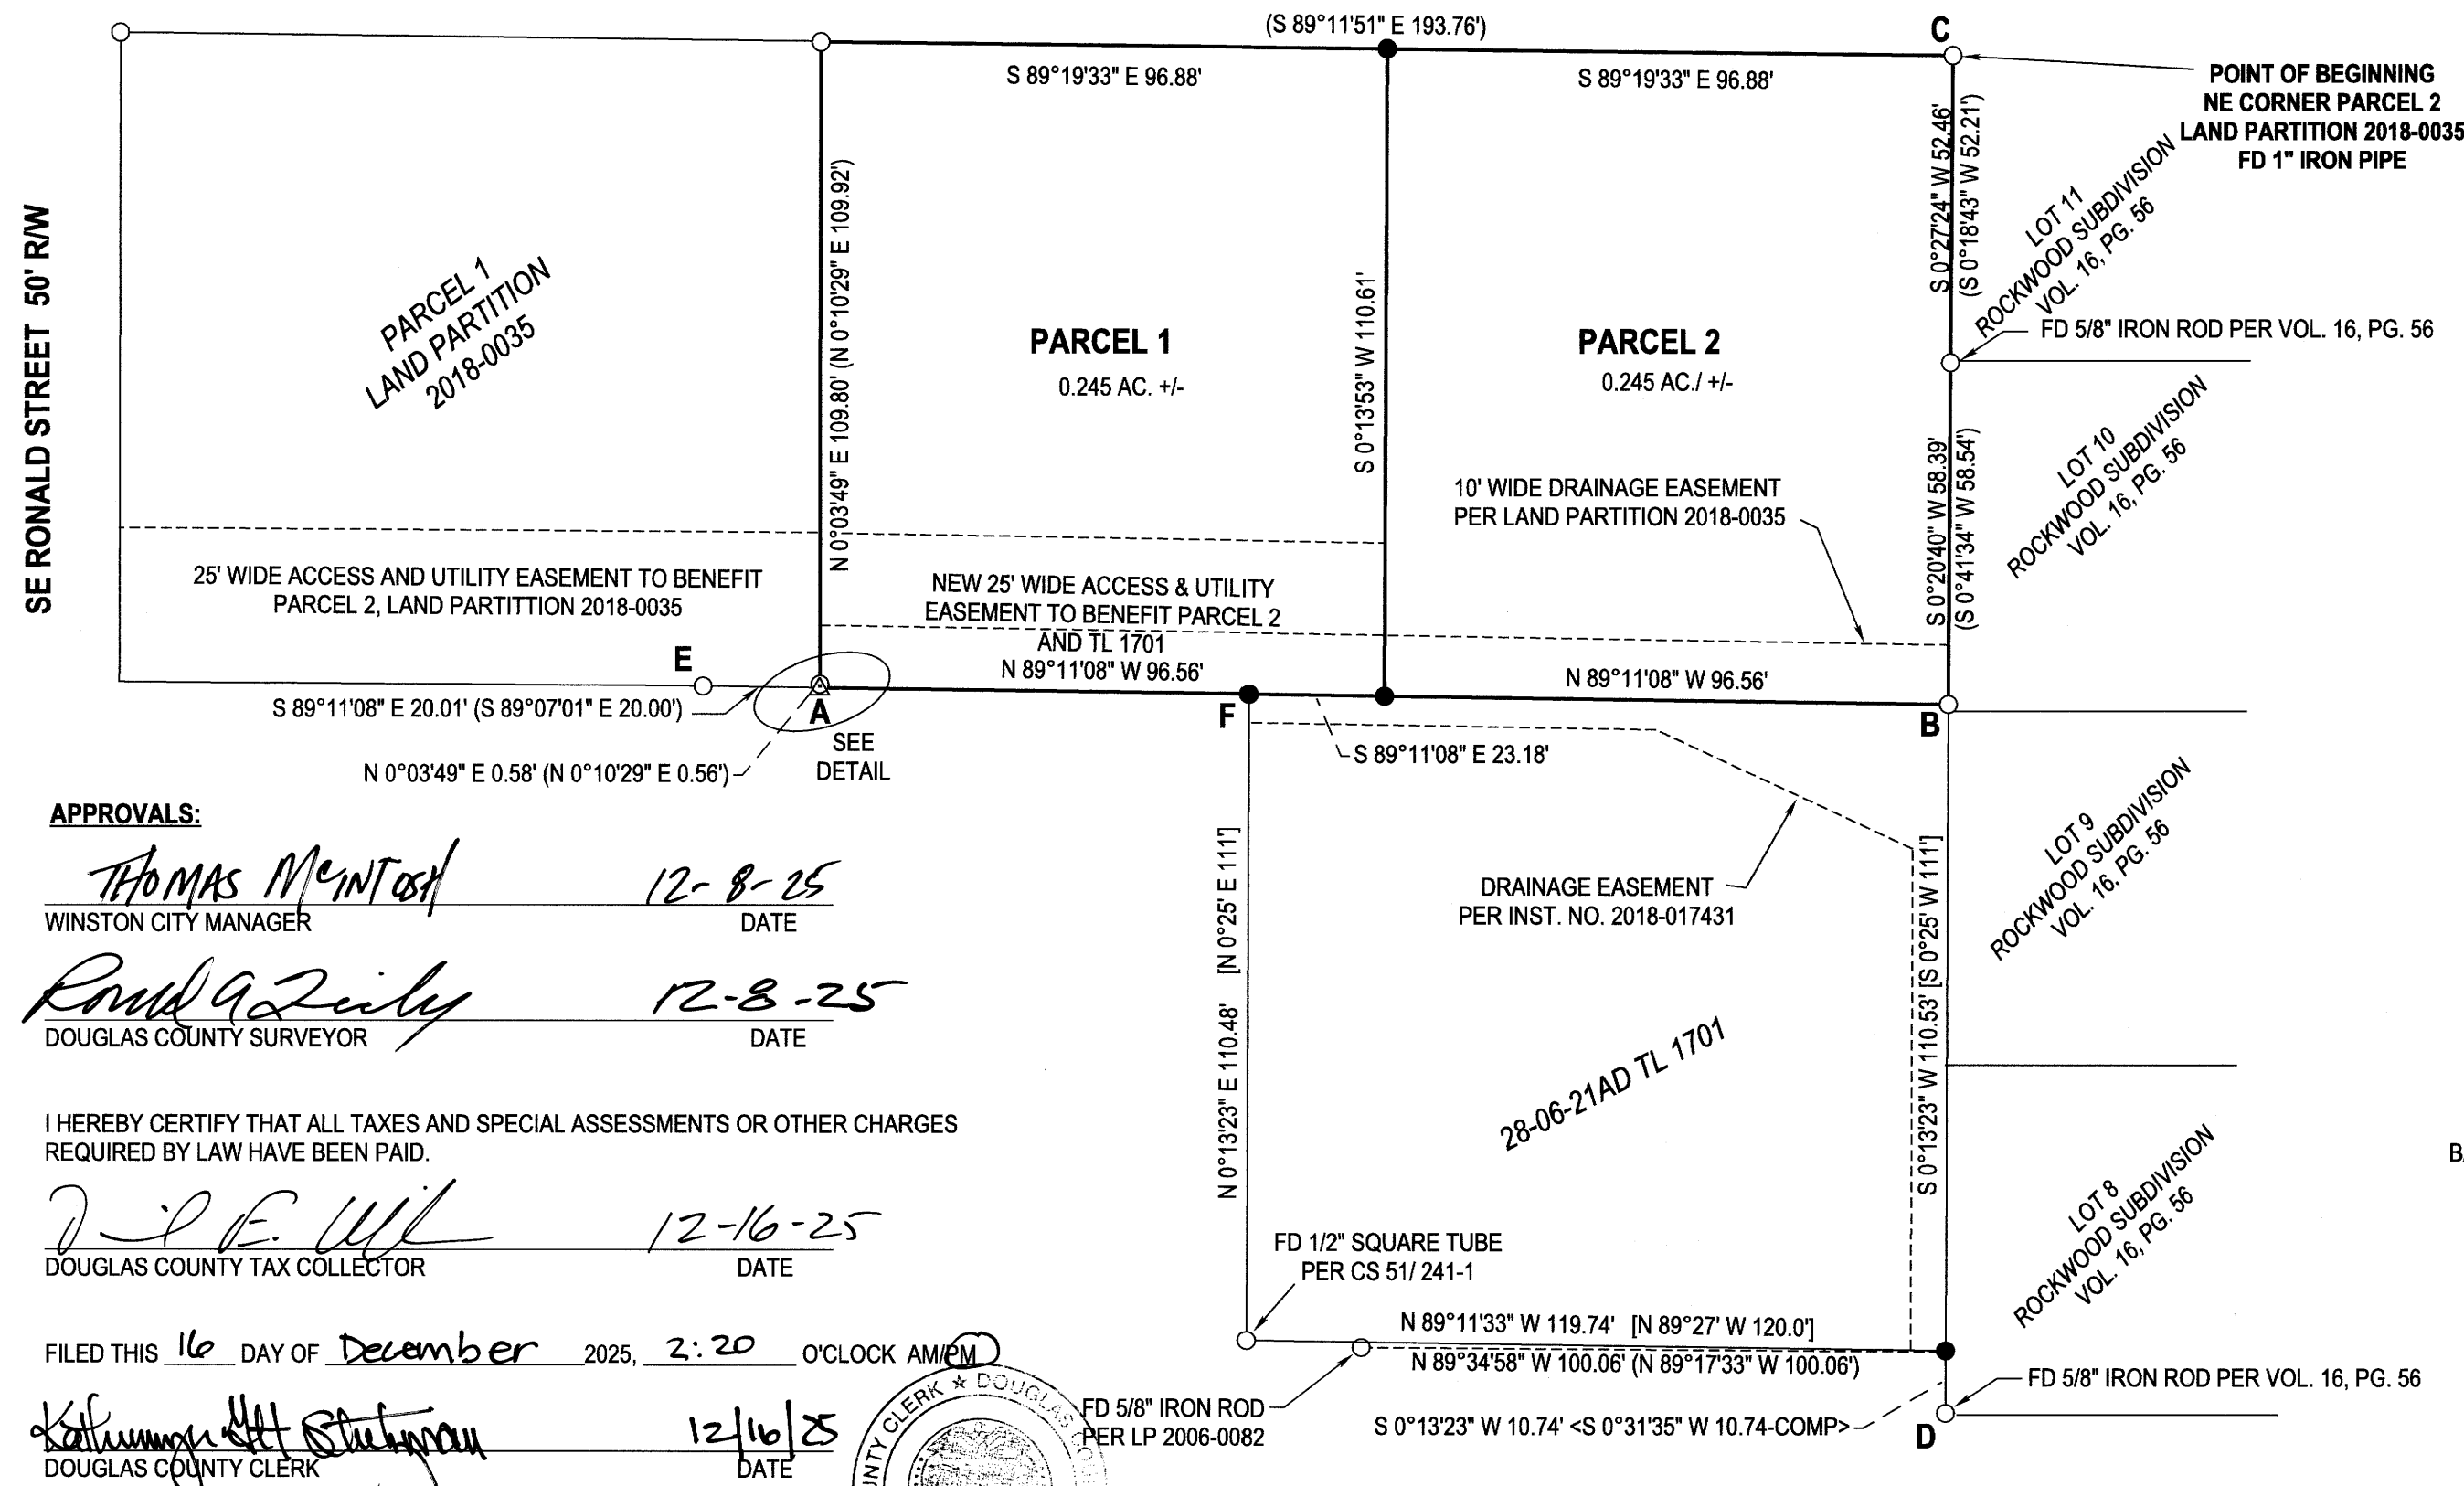 (S 89°11'51" E 193.76')
C
S 89°19'33" E 96.88'
S 89°19'33" E 96.88'
POINT OF BEGINNING
NE CORNER PARCEL 2
LAND PARTITION 2018-0035
FD 1" IRON PIPE
S 0°27'24" W 52.46'
(S 0°18'43" W 52.21')
LOT 11
ROCKWOOD SUBDIVISION
VOL. 16, PG. 56
FD 5/8" IRON ROD PER VOL. 16, PG. 56
SE RONALD STREET 50' R/W
PARCEL 1
LAND PARTITION
2018-0035
N 0°03'49" E 109.80' (N 0°10'29" E 109.92')
PARCEL 1
0.245 AC. +/-
S 0°13'53" W 110.61'
PARCEL 2
0.245 AC./ +/-
S 0°20'40" W 58.39'
(S 0°41'34" W 58.54')
LOT 10
ROCKWOOD SUBDIVISION
VOL. 16, PG. 56
10' WIDE DRAINAGE EASEMENT
PER LAND PARTITION 2018-0035
25' WIDE ACCESS AND UTILITY EASEMENT TO BENEFIT
PARCEL 2, LAND PARTITTION 2018-0035
NEW 25' WIDE ACCESS & UTILITY
EASEMENT TO BENEFIT PARCEL 2
AND TL 1701
N 89°11'08" W 96.56'
N 89°11'08" W 96.56'
E
A
F
B
S 89°11'08" E 20.01' (S 89°07'01" E 20.00')
SEE
DETAIL
N 0°03'49" E 0.58' (N 0°10'29" E 0.56')
S 89°11'08" E 23.18'
LOT 9
ROCKWOOD SUBDIVISION
VOL. 16, PG. 56
DRAINAGE EASEMENT
PER INST. NO. 2018-017431
N 0°13'23" E 110.48' [N 0°25' E 111']
S 0°13'23" W 110.53' [S 0°25' W 111']
28-06-21AD TL 1701
LOT 8
ROCKWOOD SUBDIVISION
VOL. 16, PG. 56
B
FD 1/2" SQUARE TUBE
PER CS 51/ 241-1
N 89°11'33" W 119.74' [N 89°27' W 120.0']
N 89°34'58" W 100.06' (N 89°17'33" W 100.06')
FD 5/8" IRON ROD
PER LP 2006-0082
FD 5/8" IRON ROD PER VOL. 16, PG. 56
S 0°13'23" W 10.74' <S 0°31'35" W 10.74-COMP>
D
APPROVALS:
THOMAS McINTOSH 12-8-25
WINSTON CITY MANAGER DATE
12-8-25
DOUGLAS COUNTY SURVEYOR DATE
I HEREBY CERTIFY THAT ALL TAXES AND SPECIAL ASSESSMENTS OR OTHER CHARGES
REQUIRED BY LAW HAVE BEEN PAID.
12-16-25
DOUGLAS COUNTY TAX COLLECTOR DATE
FILED THIS 16 DAY OF December 2025, 2:20 O'CLOCK AM/PM
12/16/25
DOUGLAS COUNTY CLERK DATE
CLERK ★ DOUGLAS